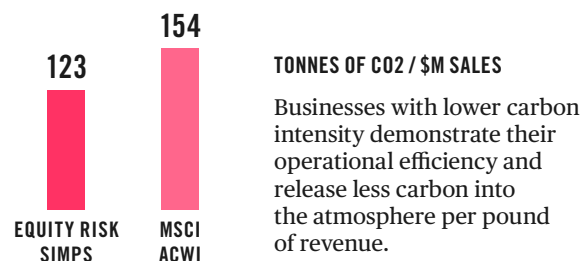 123
154
EQUITY RISK
SIMPS
MSCI
ACWI
TONNES OF CO2 / $M SALES
Businesses with lower carbon
intensity demonstrate their
operational efficiency and
release less carbon into
the atmosphere per pound
of revenue.